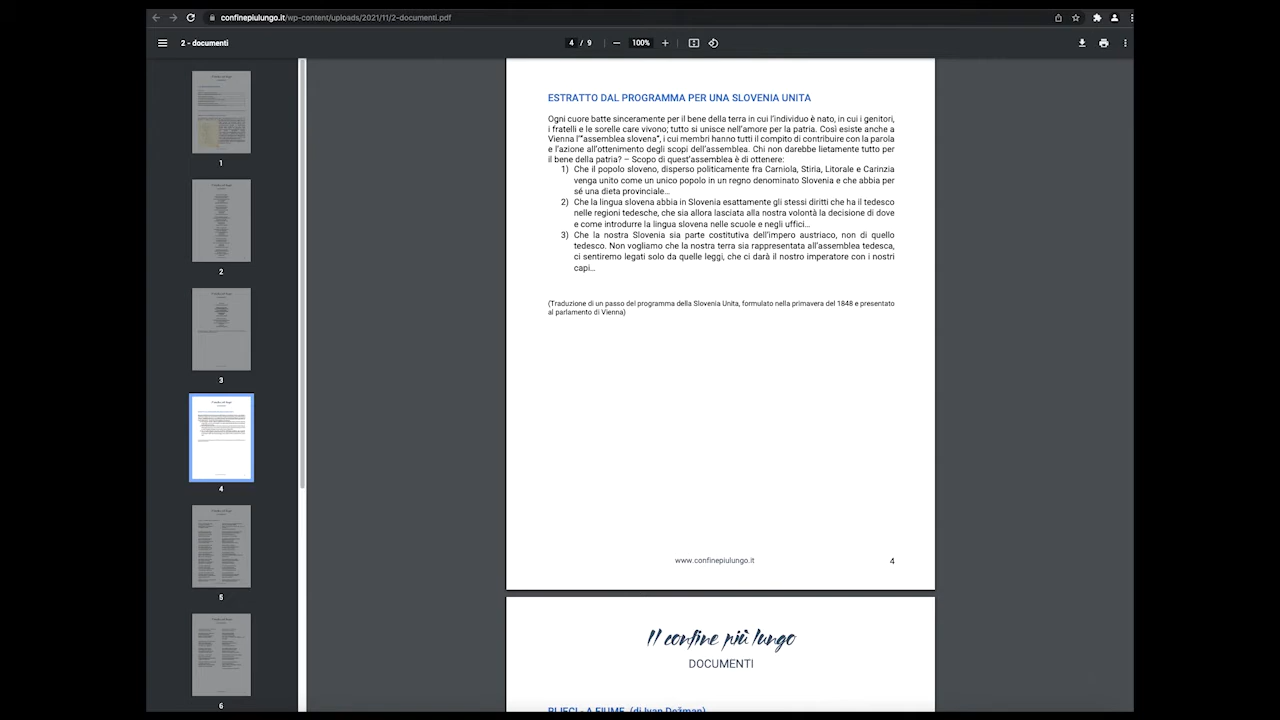 confinepiulungo.it/wp-content/uploads/2021/11/2-documenti.pdf
2 - documenti
4 / 9
100%
1
2
3
4
5
6
ESTRATTO DAL PROGRAMMA PER UNA SLOVENIA UNITA
Ogni cuore batte sinceramente per il bene della terra in cui l'individuo è nato, in cui i genitori,
i fratelli e le sorelle care vivono; tutto si unisce nell'amore per la patria. Così esiste anche a
Vienna l'"assemblea slovena", i cui membri hanno tutti il compito di contribuire con la parola
e l'azione all'ottenimento degli scopi dell'assemblea. Chi non darebbe lietamente tutto per
il bene della patria? – Scopo di quest'assemblea è di ottenere:
1) Che il popolo sloveno, disperso politicamente fra Carniola, Stiria, Litorale e Carinzia
venga unito come un unico popolo in un regno denominato Slovenia e che abbia per
sé una dieta provinciale...
2) Che la lingua slovena abbia in Slovenia esattamente gli stessi diritti che ha il tedesco
nelle regioni tedesche, che sia allora lasciata alla nostra volontà la decisione di dove
e come introdurre la lingua slovena nelle scuole e negli uffici...
3) Che la nostra Slovenia sia parte costitutiva dell'impero austriaco, non di quello
tedesco. Non vogliamo che la nostra terra sia rappresentata all'assemblea tedesca,
ci sentiremo legati solo da quelle leggi, che ci darà il nostro imperatore con i nostri
capi...
(Traduzione di un passo del programma della Slovenia Unita, formulato nella primavera del 1848 e presentato
al parlamento di Vienna)
www.confinepiulungo.it
4
Il confine più lungo
DOCUMENTI
RIJECI - A FIUME (di Ivan Dežman)